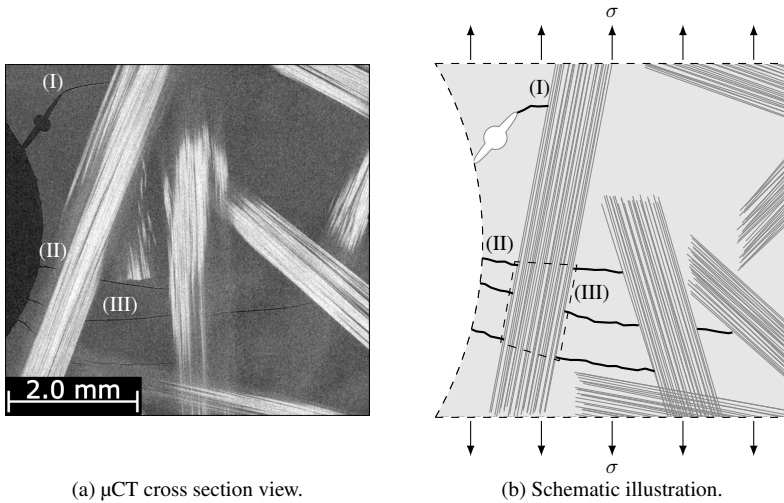 σ
(I)
(I)
(II)
(II)
(III)
(III)
2.0 mm
σ
(a) μCT cross section view.
(b) Schematic illustration.